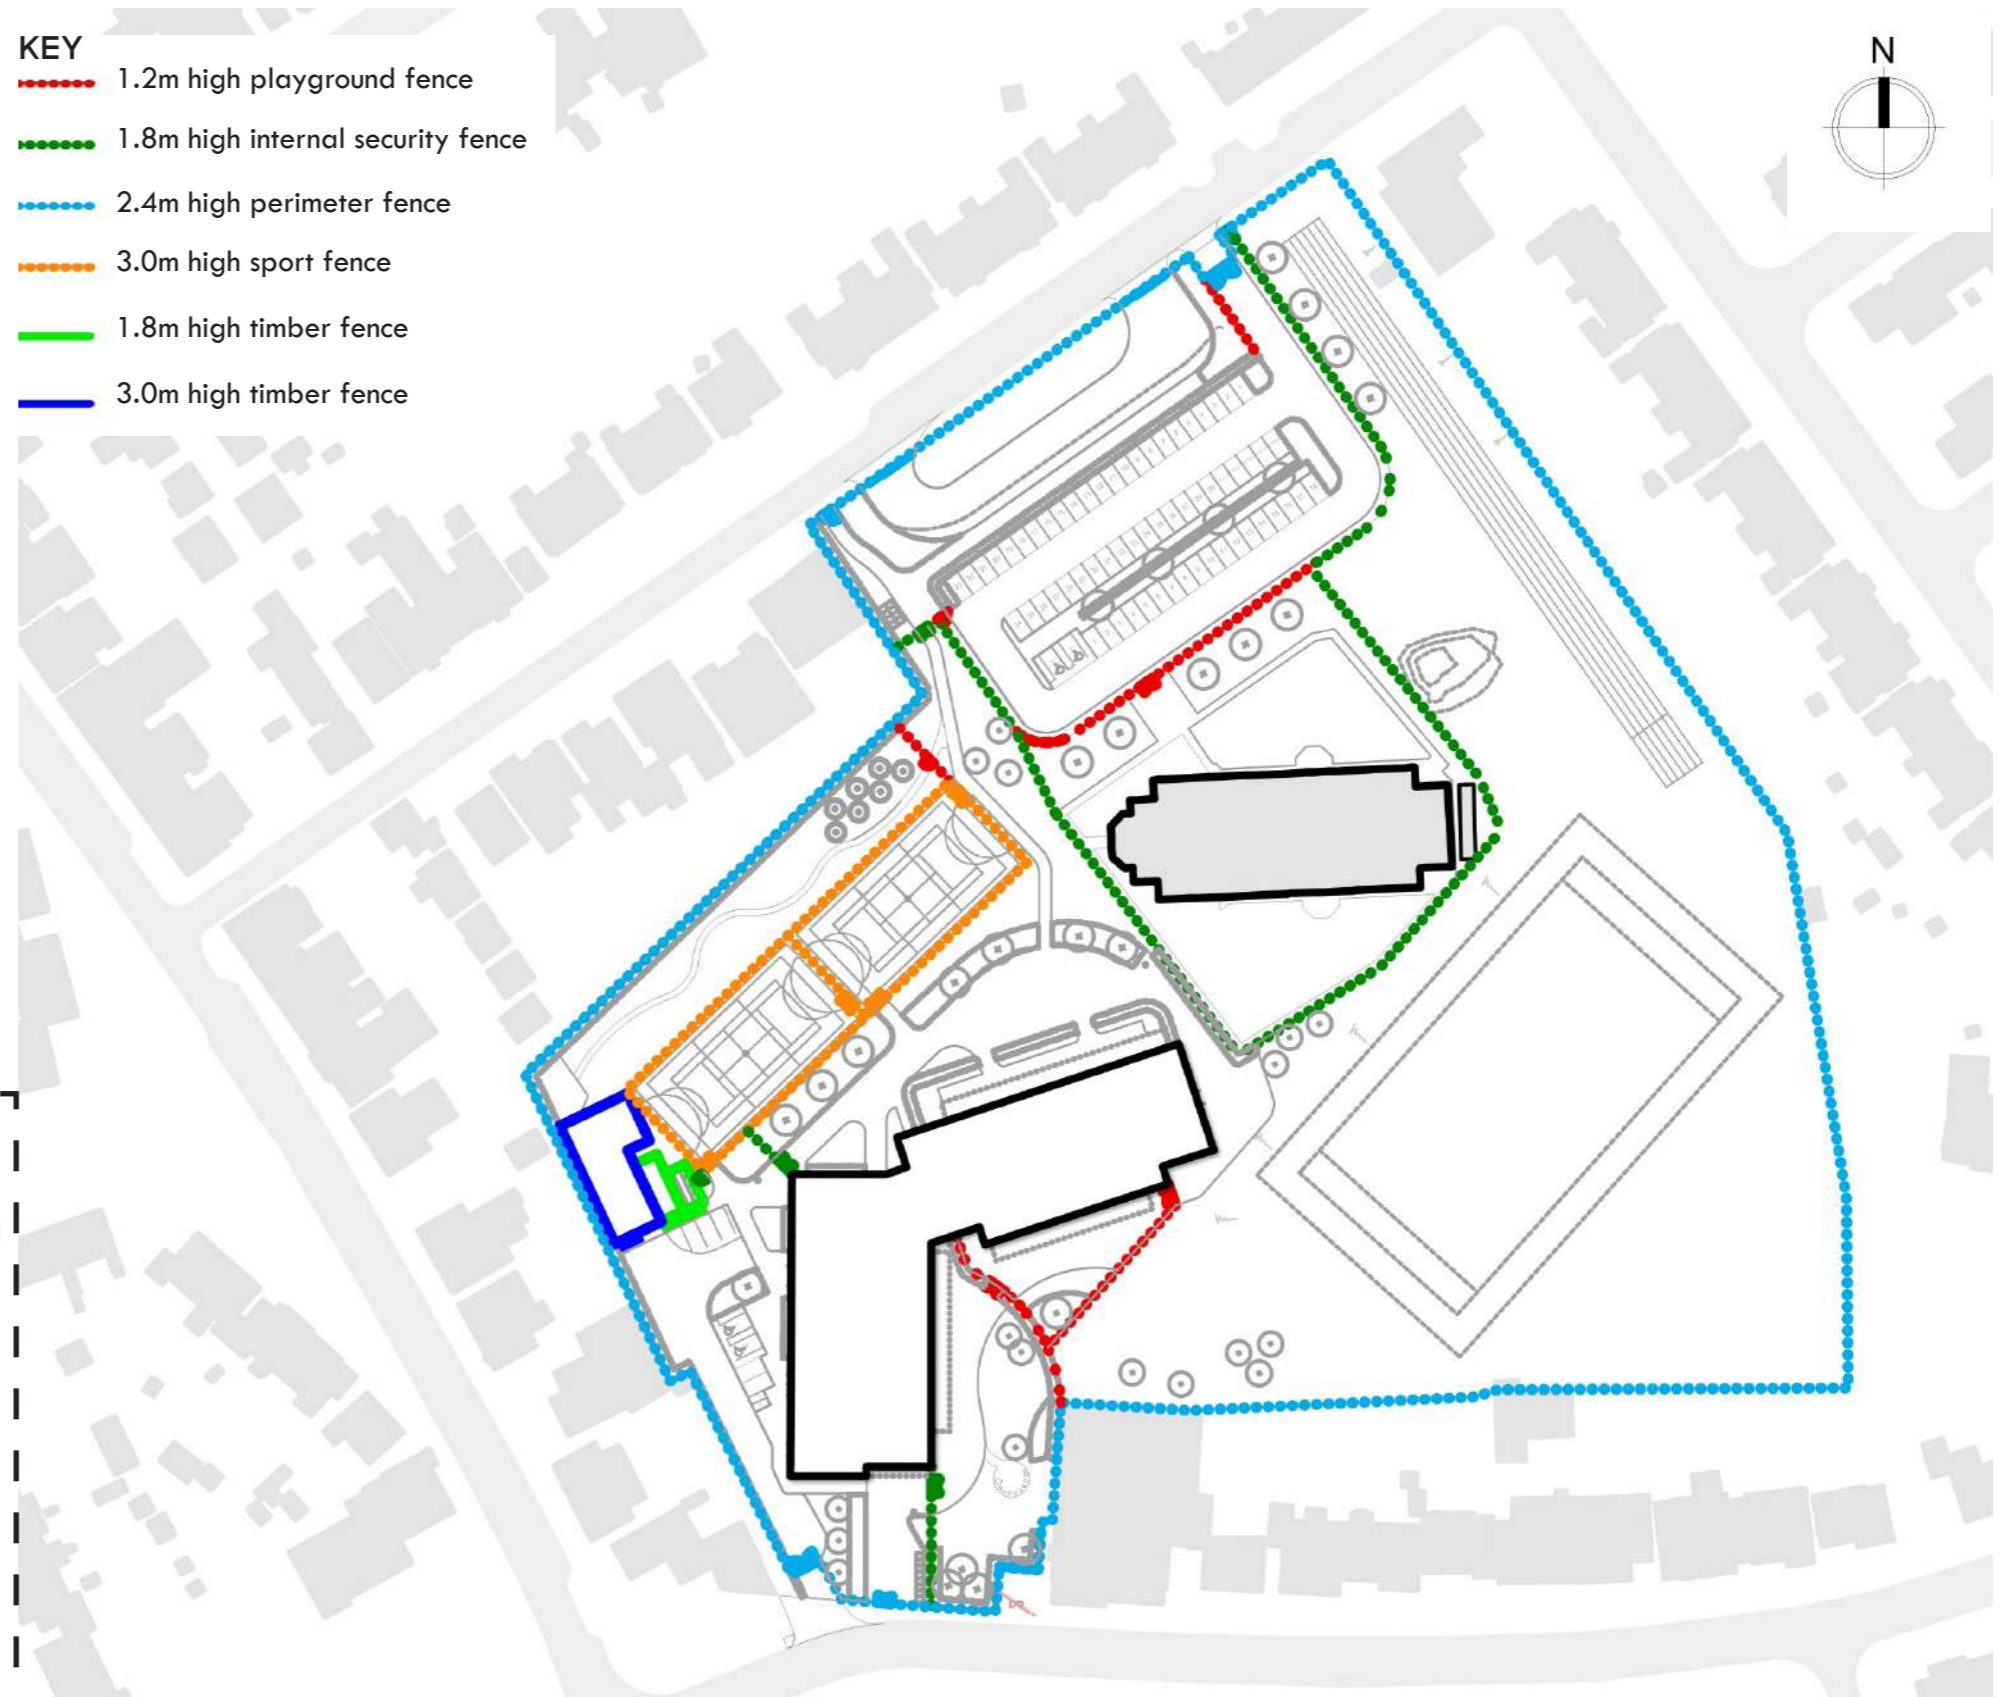 KEY
1.2m high playground fence
1.8m high internal security fence
2.4m high perimeter fence
3.0m high sport fence
1.8m high timber fence
3.0m high timber fence
N